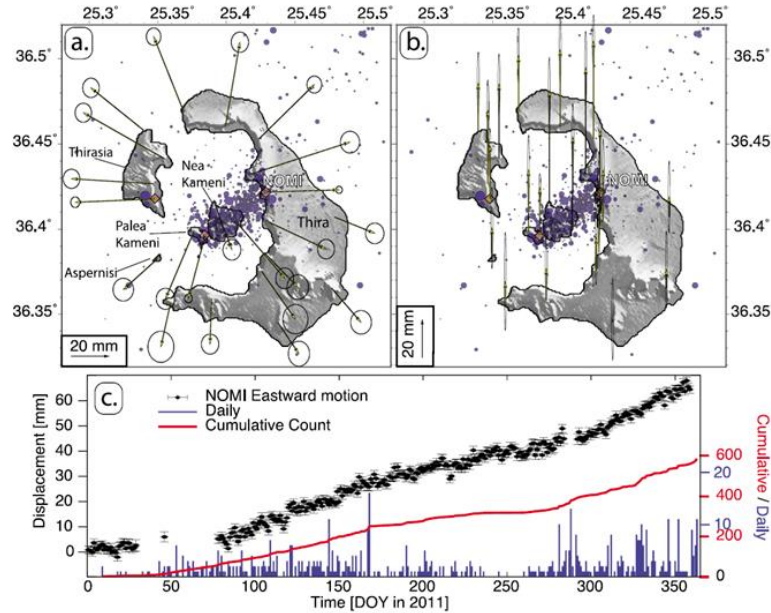 25.3° 25.35° 25.4° 25.45° 25.5°
25.3° 25.35° 25.4° 25.45° 25.5°
a.
b.
36.5°
36.45°
36.4°
36.35°
36.5°
36.45°
36.4°
36.35°
Thirasia
Nea
Kameni
NOMI
Palea
Kameni
Thira
Aspernisi
20 mm
NOMI
20 mm
c.
NOMI Eastward motion
Daily
Cumulative Count
Displacement [mm]
60
50
40
30
20
10
0
600
20
400
10
200
0
Cumulative / Daily
0 50 100 150 200 250 300 350
Time [DOY in 2011]